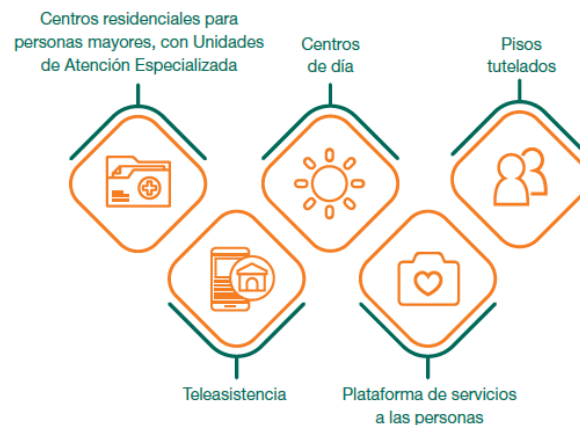 Centros residenciales para
personas mayores, con Unidades
de Atención Especializada
Centros
de día
Pisos
tutelados
Teleasistencia
Plataforma de servicios
a las personas